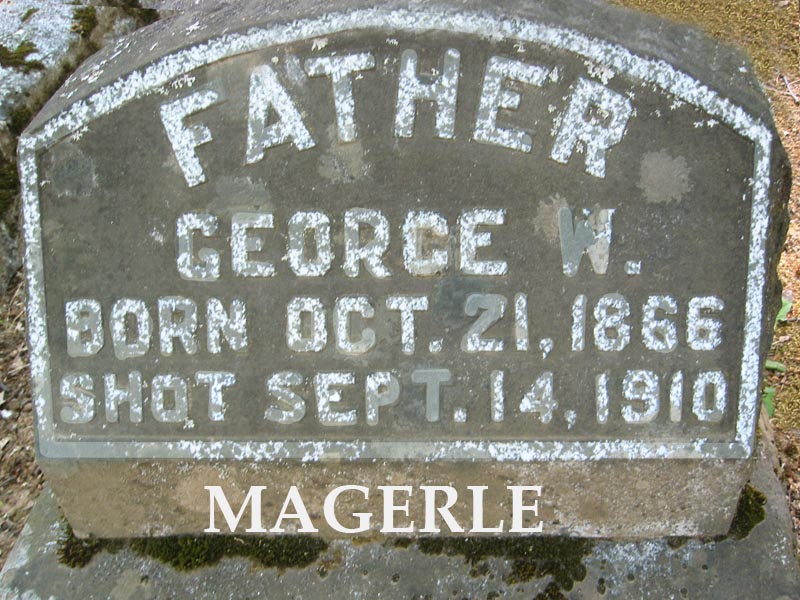 FATHER
GEORGE W.
BORN OCT. 21, 1866
SHOT SEPT. 14, 1910
MAGERLE